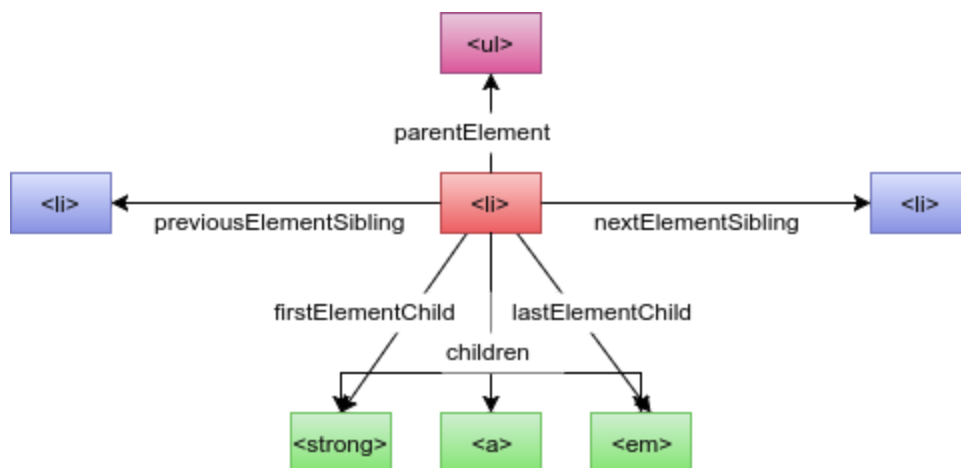 <ul>
parentElement
<li>
<li>
<li>
previousElementSibling
nextElementSibling
firstElementChild
lastElementChild
children
<strong>
<a>
<em>